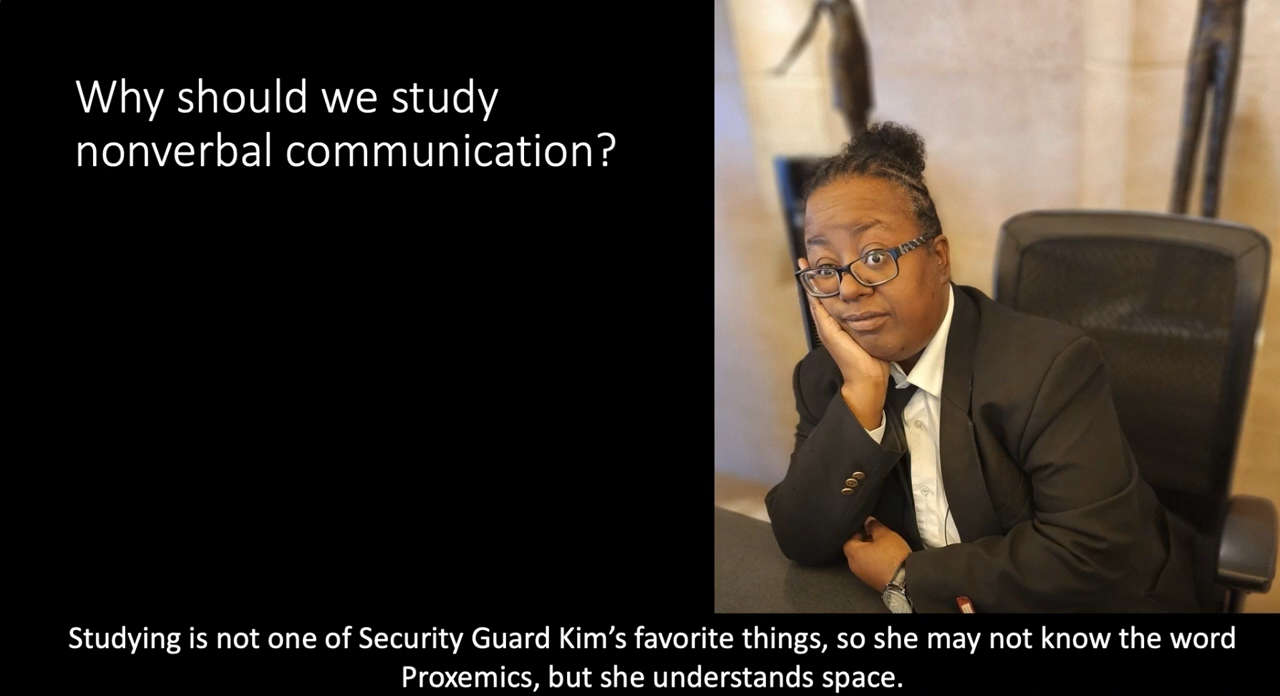 Why should we study
nonverbal communication?
Studying is not one of Security Guard Kim’s favorite things, so she may not know the word
Proxemics, but she understands space.